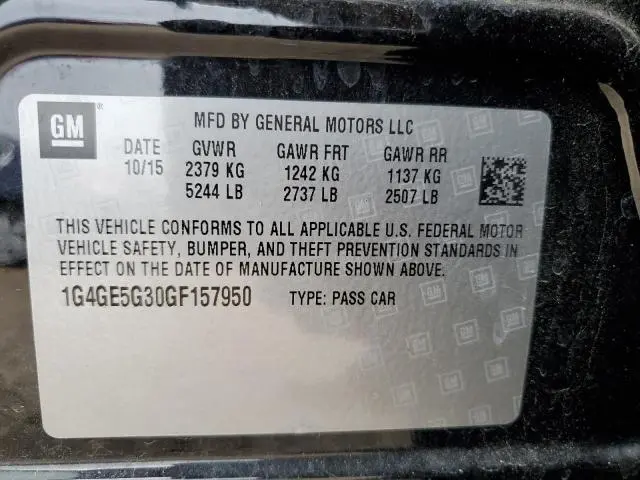 GM ®
MFD BY GENERAL MOTORS LLC
DATE GVWR GAWR FRT GAWR RR
10/15 2379 KG 1242 KG 1137 KG
5244 LB 2737 LB 2507 LB
THIS VEHICLE CONFORMS TO ALL APPLICABLE U.S. FEDERAL MOTOR
VEHICLE SAFETY, BUMPER, AND THEFT PREVENTION STANDARDS IN
EFFECT ON THE DATE OF MANUFACTURE SHOWN ABOVE.
1G4GE5G30GF157950 TYPE: PASS CAR